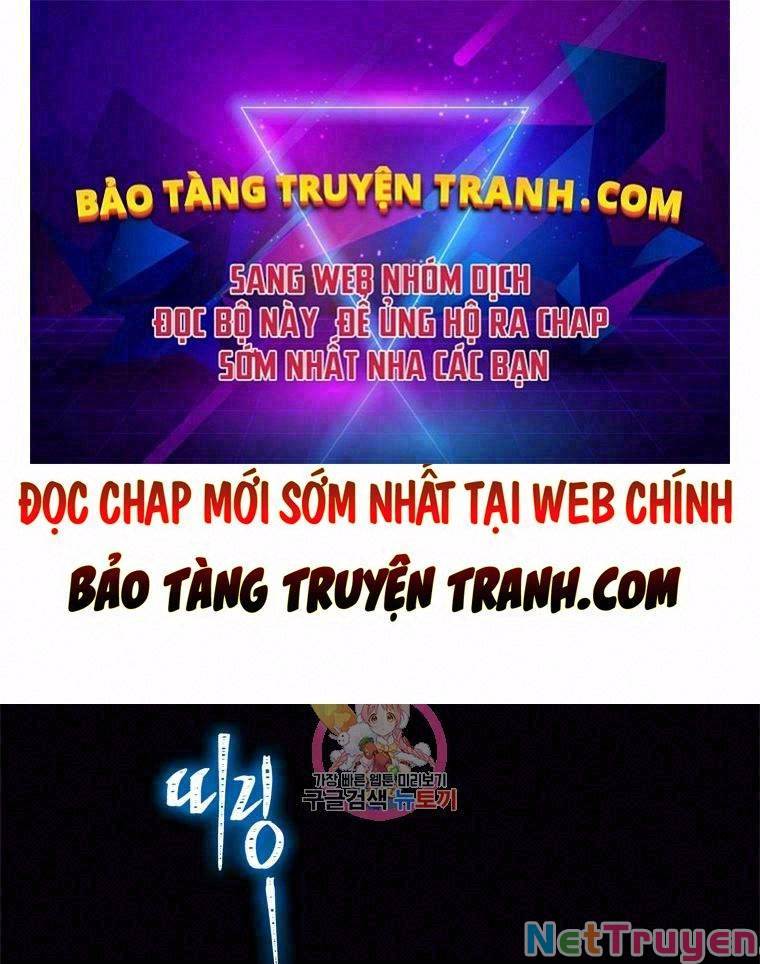 BẢO TÀNG TRUYỆN TRANH.COM
SANG WEB NHÓM DỊCH
ĐỌC BỘ NÀY ĐỂ ỦNG HỘ RA CHAP
SỚM NHẤT NHA CÁC BẠN
ĐỌC CHAP MỚI SỚM NHẤT TẠI WEB CHÍNH
BẢO TÀNG TRUYỆN TRANH.COM
띠링
가장 빠른 웹툰 미리보기
구글검색 뉴토끼
NetTruyen